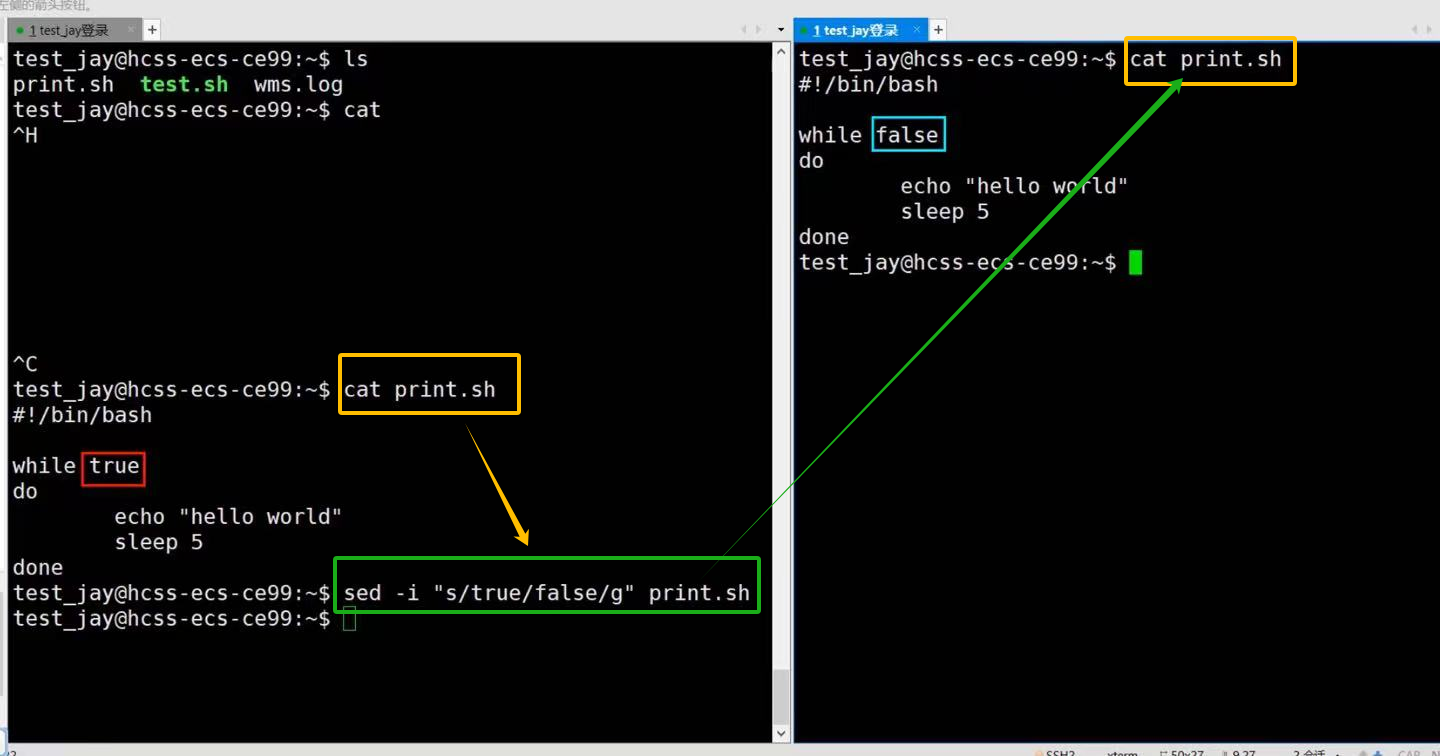 左侧的箭头按钮。
1 test_jay登录 × +
test_jay@hcss-ecs-ce99:~$ ls
print.sh test.sh wms.log
test_jay@hcss-ecs-ce99:~$ cat
^H
^C
test_jay@hcss-ecs-ce99:~$ cat print.sh
#!/bin/bash
while true
do
echo "hello world"
sleep 5
done
test_jay@hcss-ecs-ce99:~$ sed -i "s/true/false/g" print.sh
test_jay@hcss-ecs-ce99:~$
1 test_jay登录 × +
test_jay@hcss-ecs-ce99:~$ cat print.sh
#!/bin/bash
while false
do
echo "hello world"
sleep 5
done
test_jay@hcss-ecs-ce99:~$
SSH2 xterm 50x27 9,27 2 会话 CAP